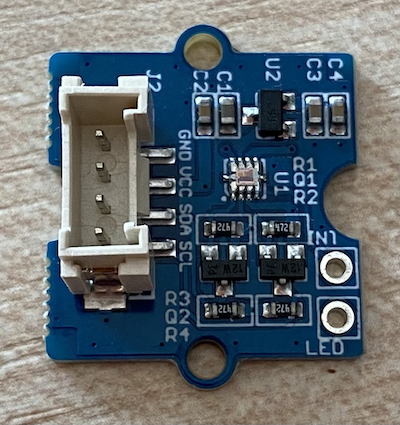 J2
C2
C1
U2
C3
C4
GND VCC SDA SCL
U1
R1
Q1
R2
472
472
INT
12W
12W
R3
Q2
R4
472
472
LED